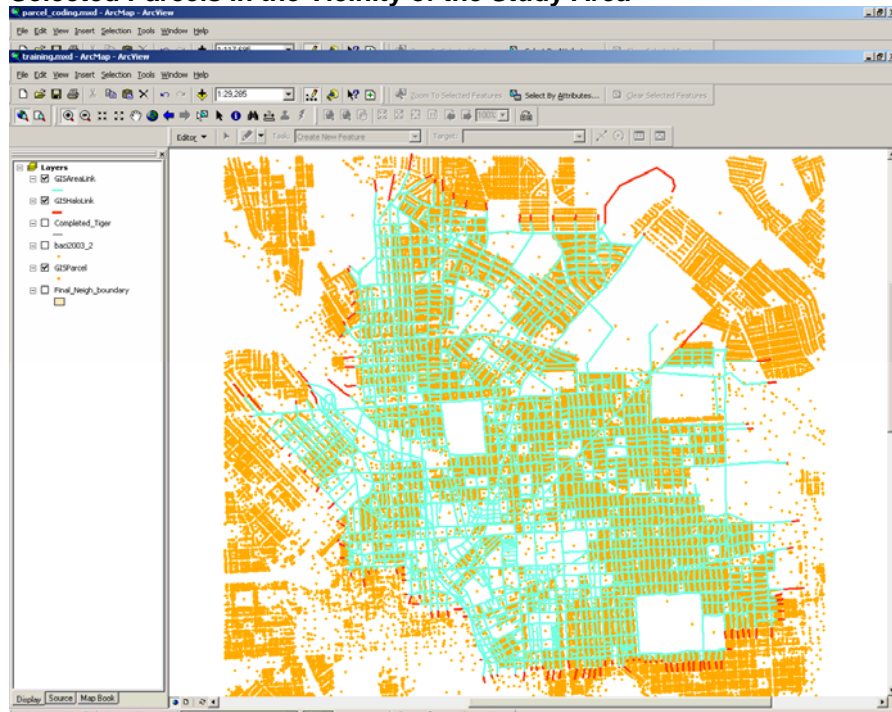 Selected Parcels in the Vicinity of the Study Area
parcel_coding.mxd - ArcMap - ArcView
File Edit View Insert Selection Tools Window Help
training.mxd - ArcMap - ArcView
File Edit View Insert Selection Tools Window Help
1:29,285 Zoom To Selected Features Select By Attributes... Clear Selected Features
100%
Editor Task: Create New Feature Target:
Layers
GISAreaLink
GISHaloLink
Completed_Tiger
baci2003_2
GISParcel
Final_Neigh_boundary
Display Source Map Book